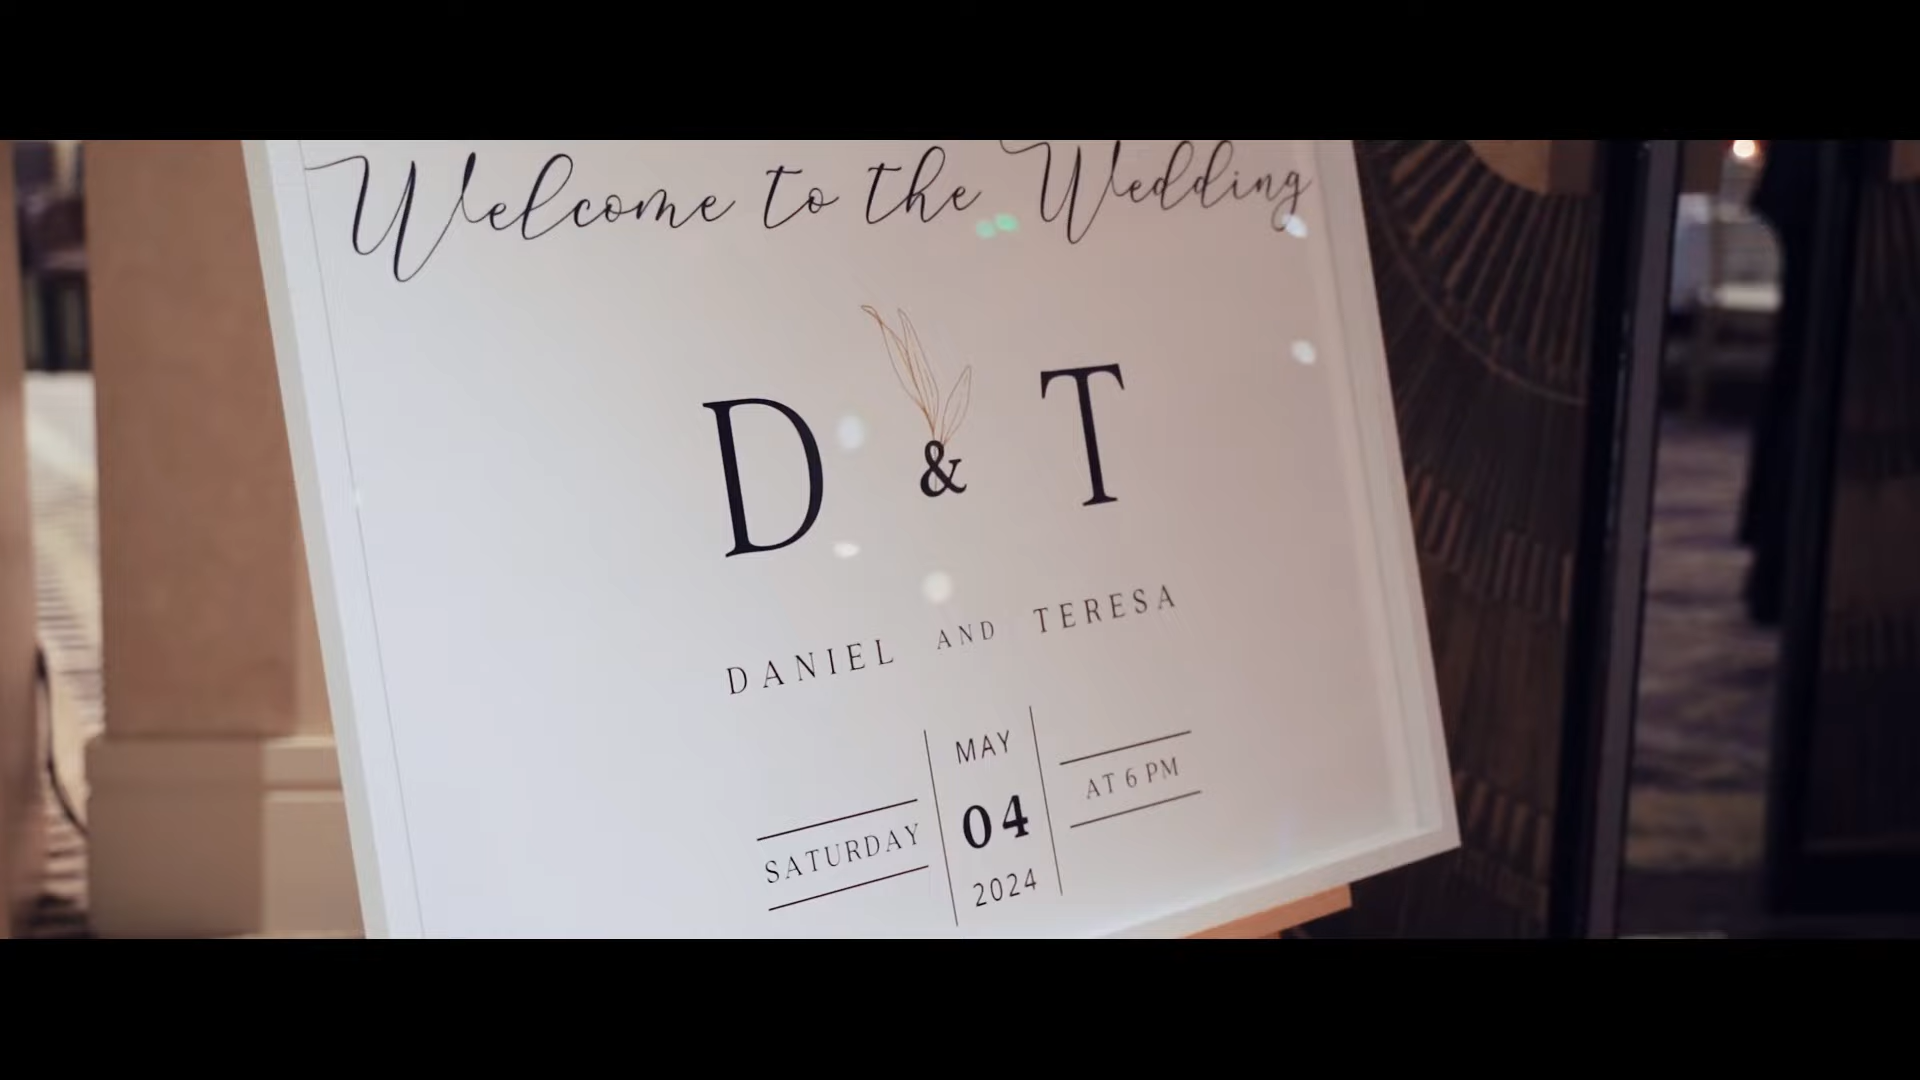 Welcome to the Wedding
D & T
DANIEL AND TERESA
MAY
SATURDAY 04 AT 6 PM
2024